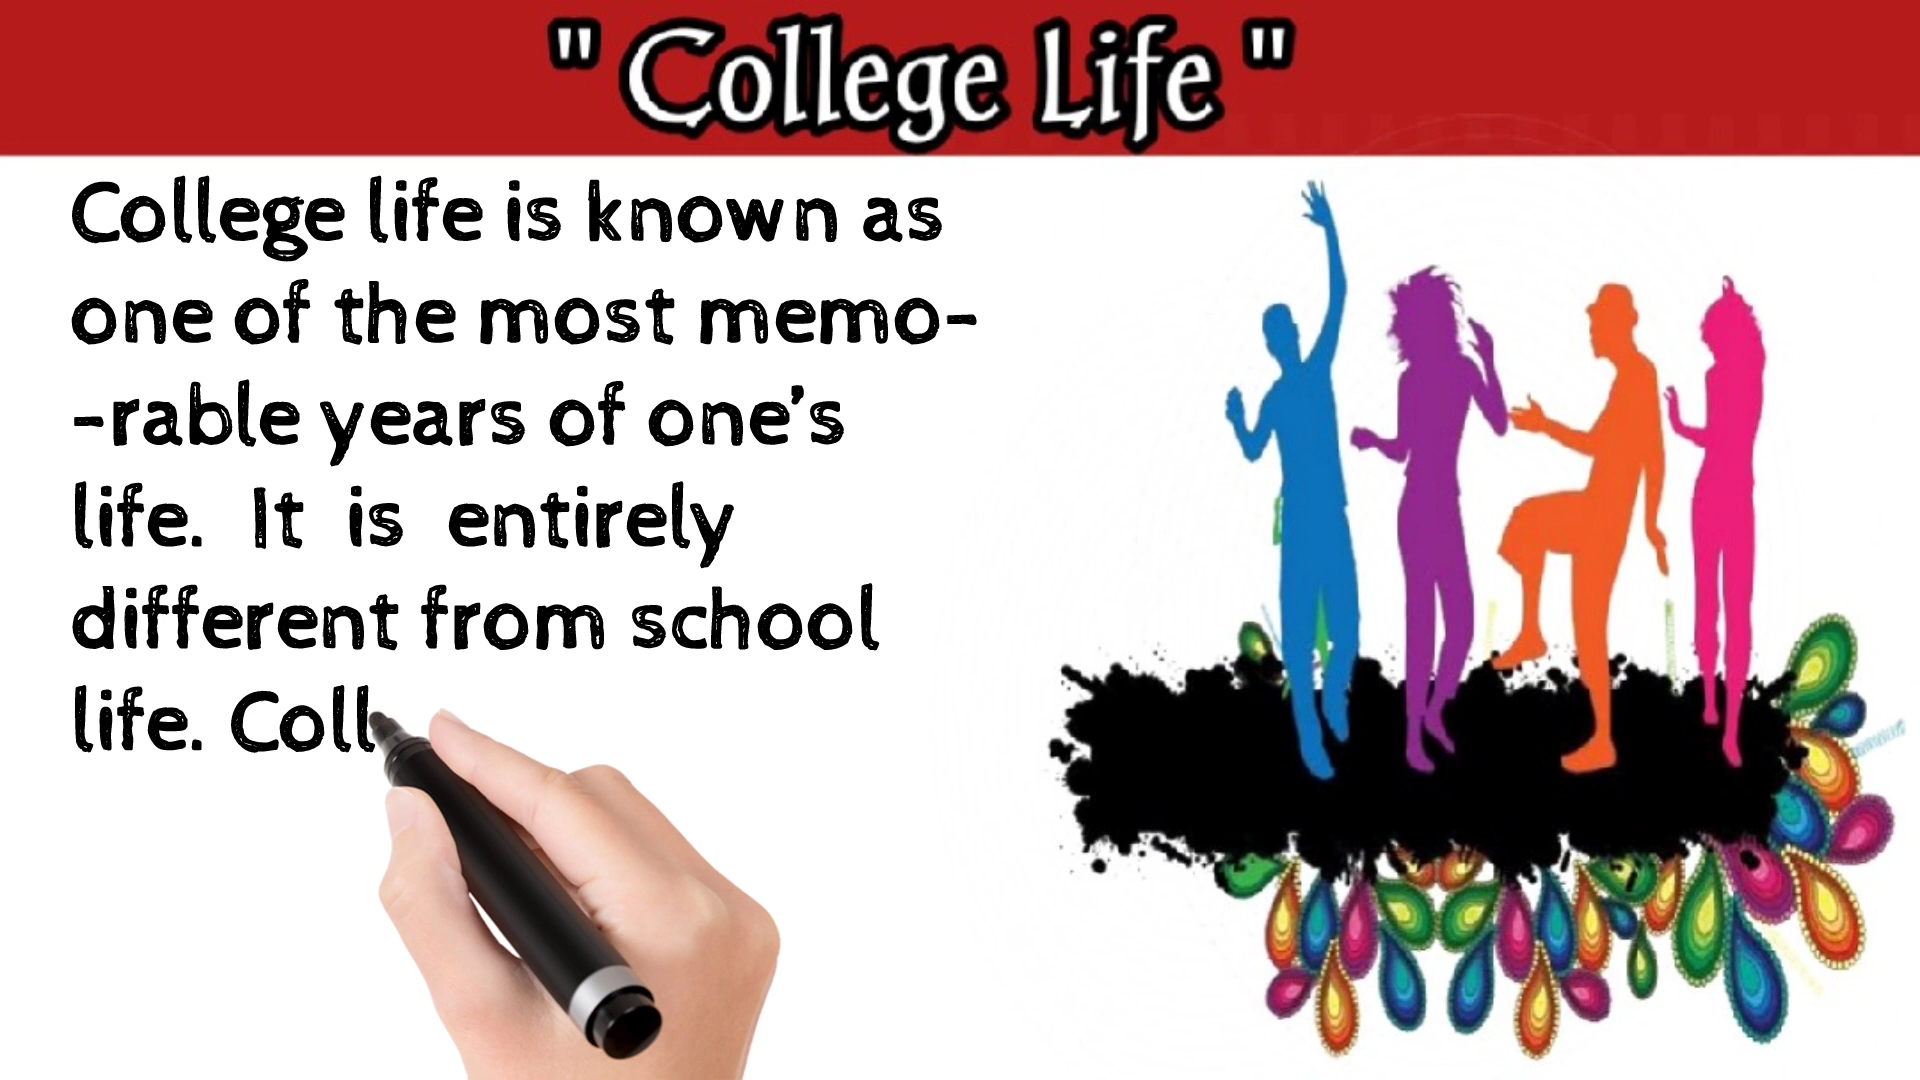 " College Life "
College life is known as
one of the most memo-
-rable years of one's
life. It is entirely
different from school
life. Coll